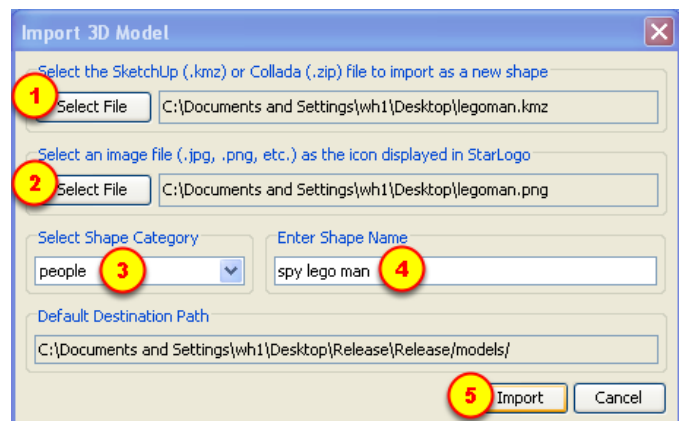 Import 3D Model
Select the SketchUp (.kmz) or Collada (.zip) file to import as a new shape
1 Select File C:\Documents and Settings\wh1\Desktop\legoman.kmz
Select an image file (.jpg, .png, etc.) as the icon displayed in StarLogo
2 Select File C:\Documents and Settings\wh1\Desktop\legoman.png
Select Shape Category Enter Shape Name
people 3 spy lego man 4
Default Destination Path
C:\Documents and Settings\wh1\Desktop\Release\Release/models/
5 Import Cancel